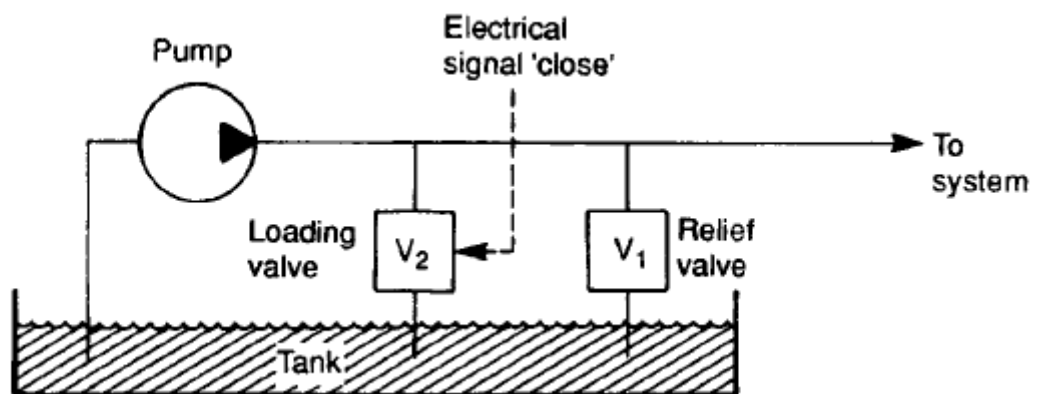 Electrical
signal 'close'
Pump
To
system
Loading
valve
V₂
V₁
Relief
valve
Tank